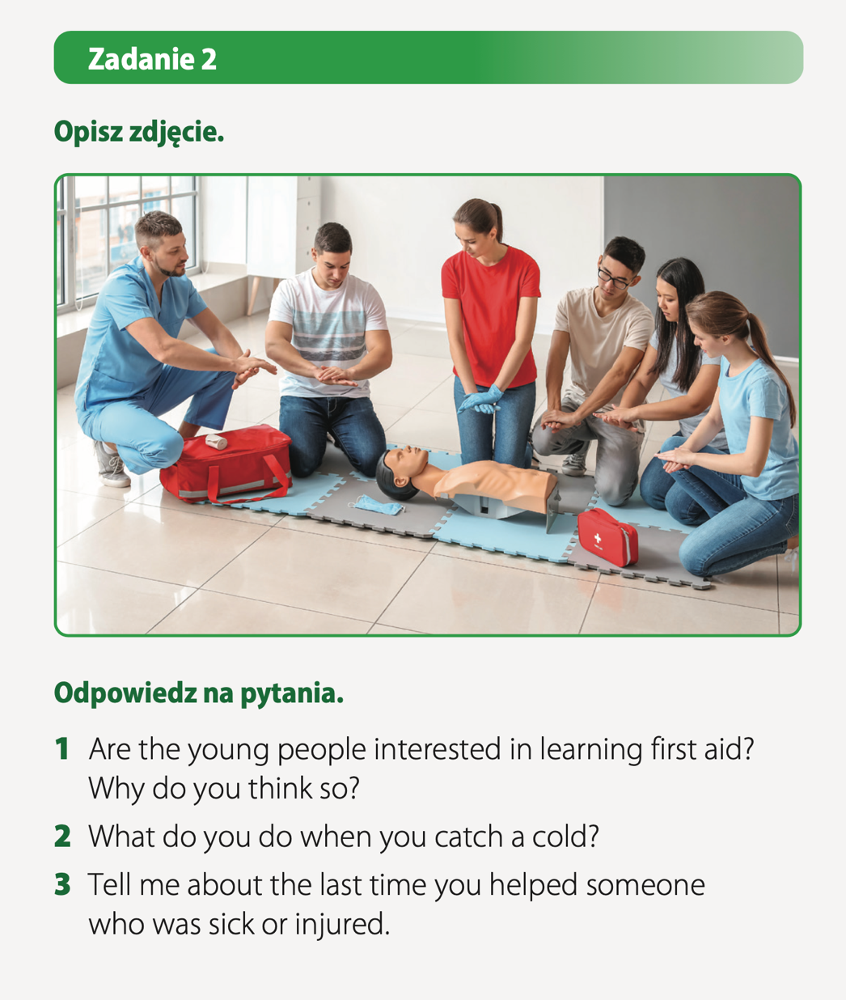 Zadanie 2
Opisz zdjęcie.
Odpowiedz na pytania.
1 Are the young people interested in learning first aid?
Why do you think so?
2 What do you do when you catch a cold?
3 Tell me about the last time you helped someone
who was sick or injured.